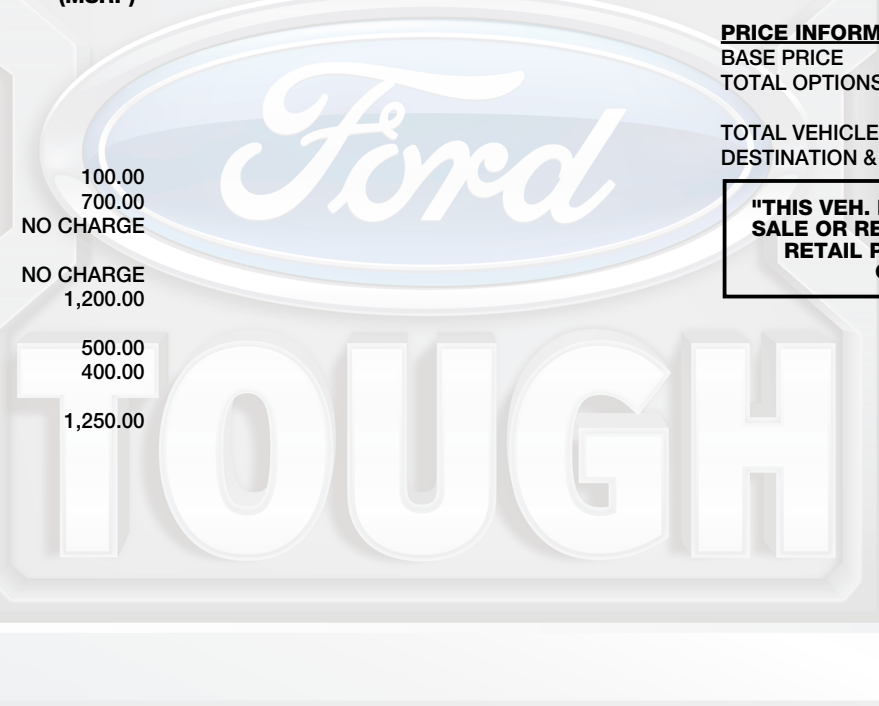 (MSRP)
100.00
700.00
NO CHARGE
NO CHARGE
1,200.00
500.00
400.00
1,250.00
PRICE INFORM
BASE PRICE
TOTAL OPTIONS
TOTAL VEHICLE
DESTINATION &
"THIS VEH.
SALE OR RE
RETAIL
Ford
TOUGH